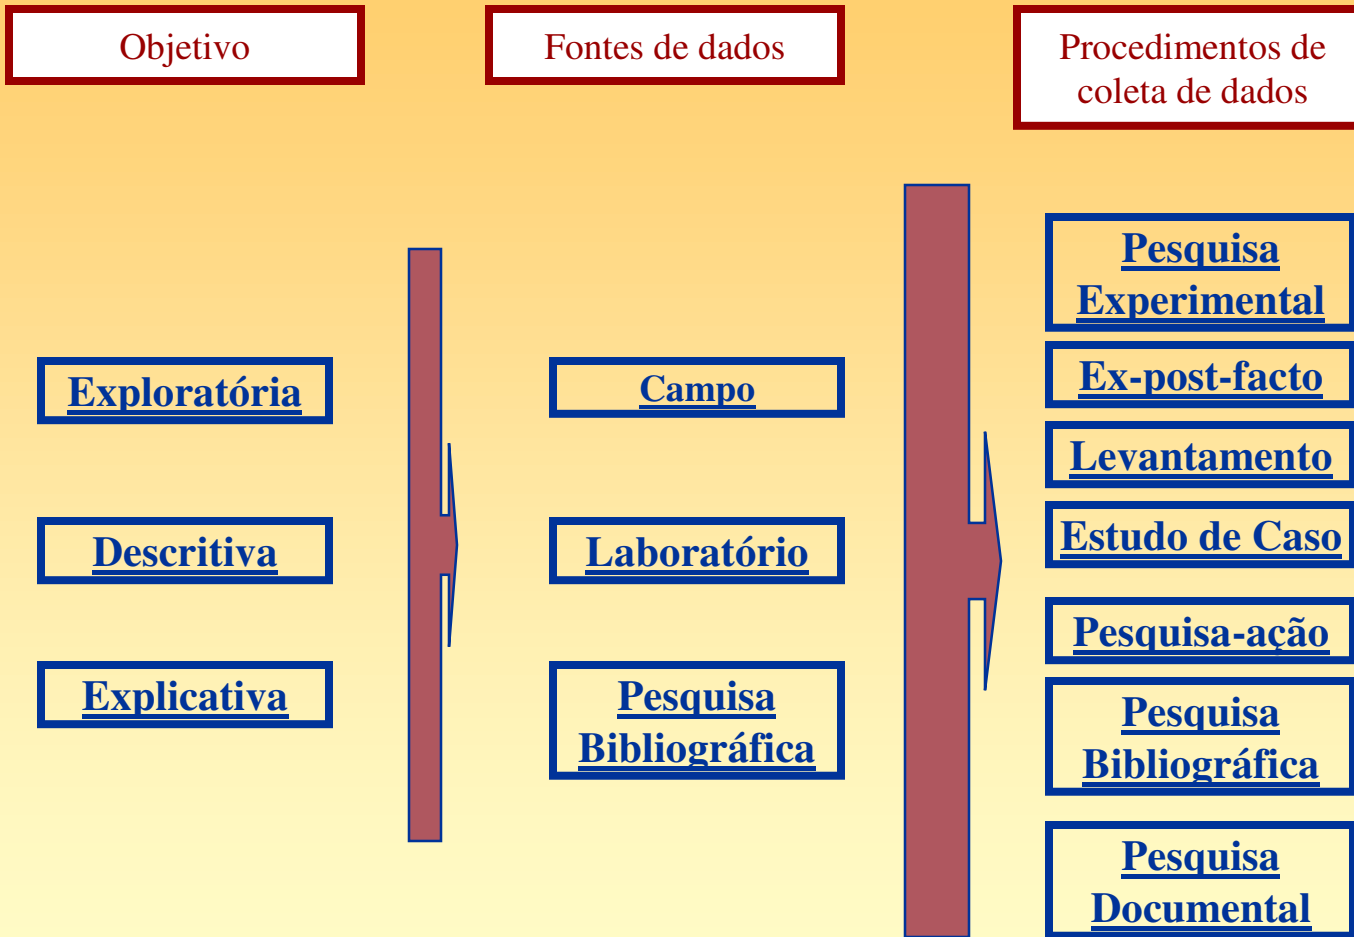 Objetivo
Fontes de dados
Procedimentos de
coleta de dados
Exploratória
Descritiva
Explicativa
Campo
Laboratório
Pesquisa
Bibliográfica
Pesquisa
Experimental
Ex-post-facto
Levantamento
Estudo de Caso
Pesquisa-ação
Pesquisa
Bibliográfica
Pesquisa
Documental